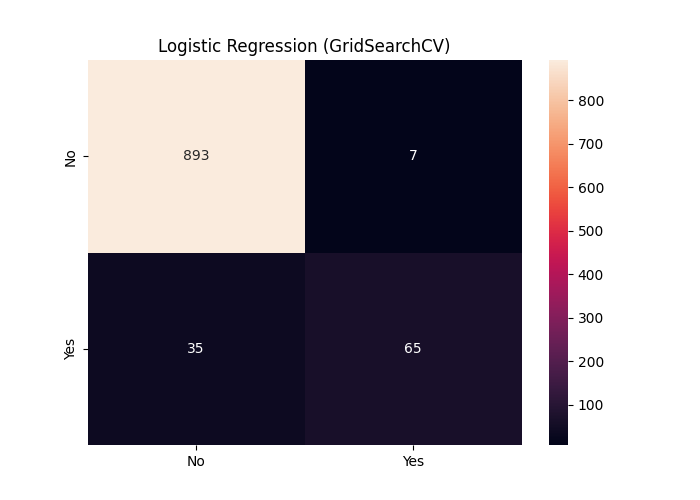 Logistic Regression (GridSearchCV)
No
893
7
Yes
35
65
No
Yes
800
700
600
500
400
300
200
100